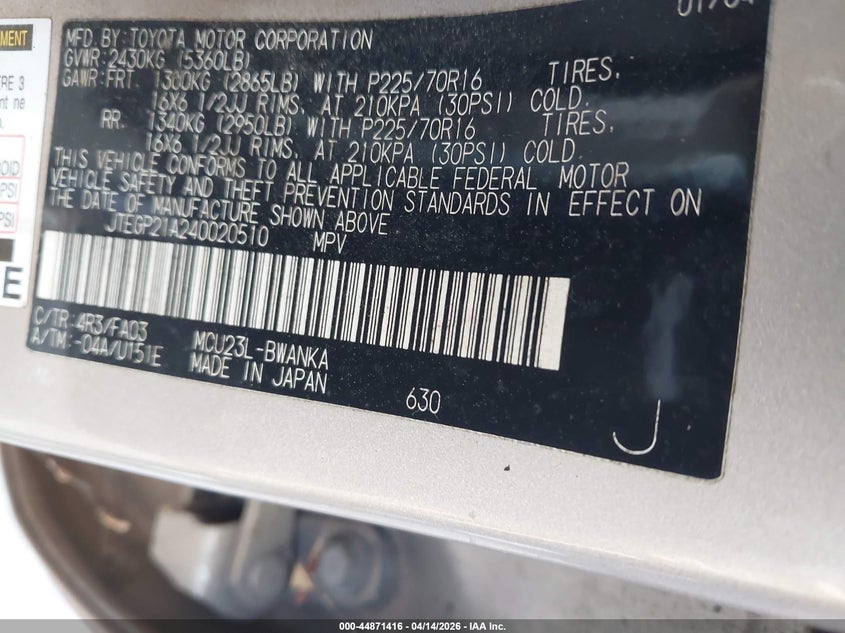 01/04
MFD. BY: TOYOTA MOTOR CORPORATION
GVWR: 2430KG (5360LB)
GAWR: FRT. 1300KG (2865LB) WITH P225/70R16 TIRES,
16X6 1/2JJ RIMS, AT 210KPA (30PSI) COLD.
RR. 1340KG (2950LB) WITH P225/70R16 TIRES,
16X6 1/2JJ RIMS, AT 210KPA (30PSI) COLD.
THIS VEHICLE CONFORMS TO ALL APPLICABLE FEDERAL MOTOR
VEHICLE SAFETY AND THEFT PREVENTION STANDARDS IN EFFECT ON
THE DATE OF MANUFACTURE SHOWN ABOVE
JTEGP21A240020510 MPV
C/TR: 4R3/FA03 MCU23L-BWANKA
A/TM: -04A/U151E MADE IN JAPAN
630
J
E
PSI
PSI
000-44871416 - 04/14/2026 - IAA Inc.